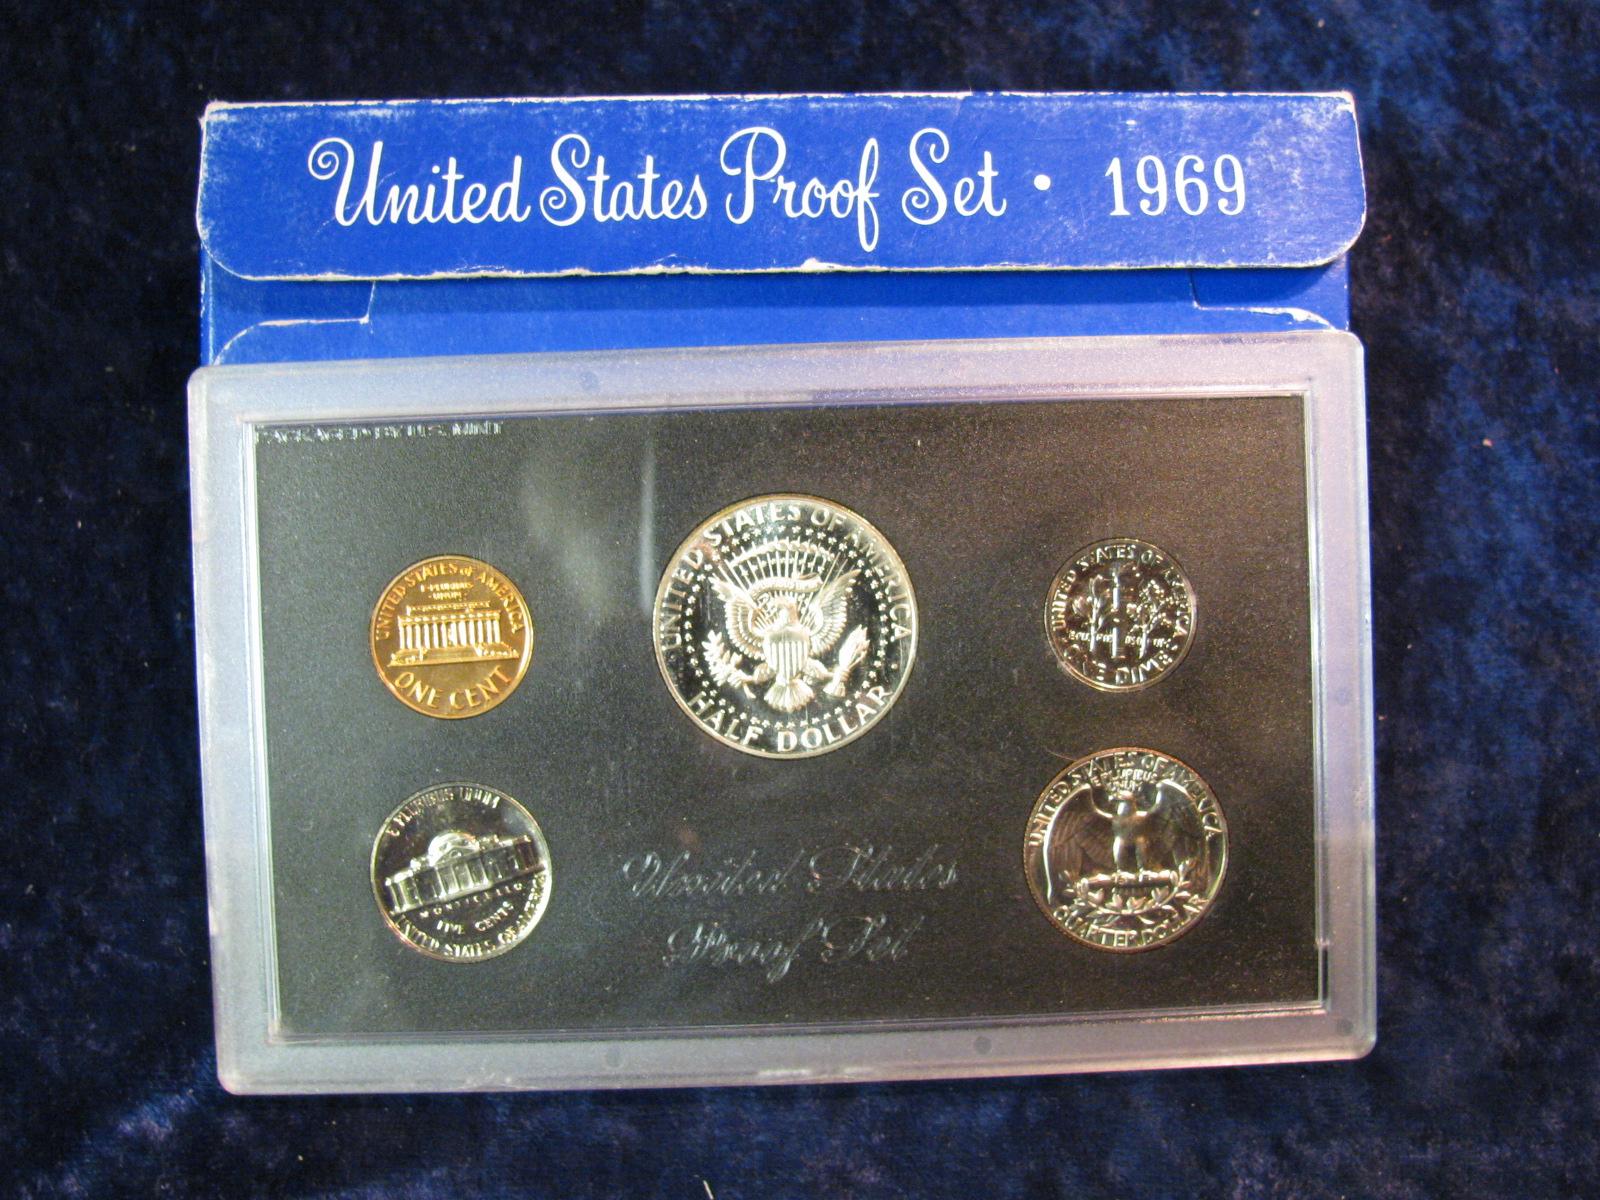 United States Proof Set · 1969
PACKAGED BY U.S. MINT
UNITED STATES OF AMERICA
E·PLURIBUS
·UNUM·
ONE CENT
UNITED STATES OF AMERICA
HALF DOLLAR
UNITED STATES OF AMERICA
ONE DIME
E PLURIBUS UNUM
MONTICELLO
FIVE CENTS
UNITED STATES OF AMERICA
UNITED STATES OF AMERICA
E PLURIBUS
UNUM
QUARTER DOLLAR
United States
Proof Set